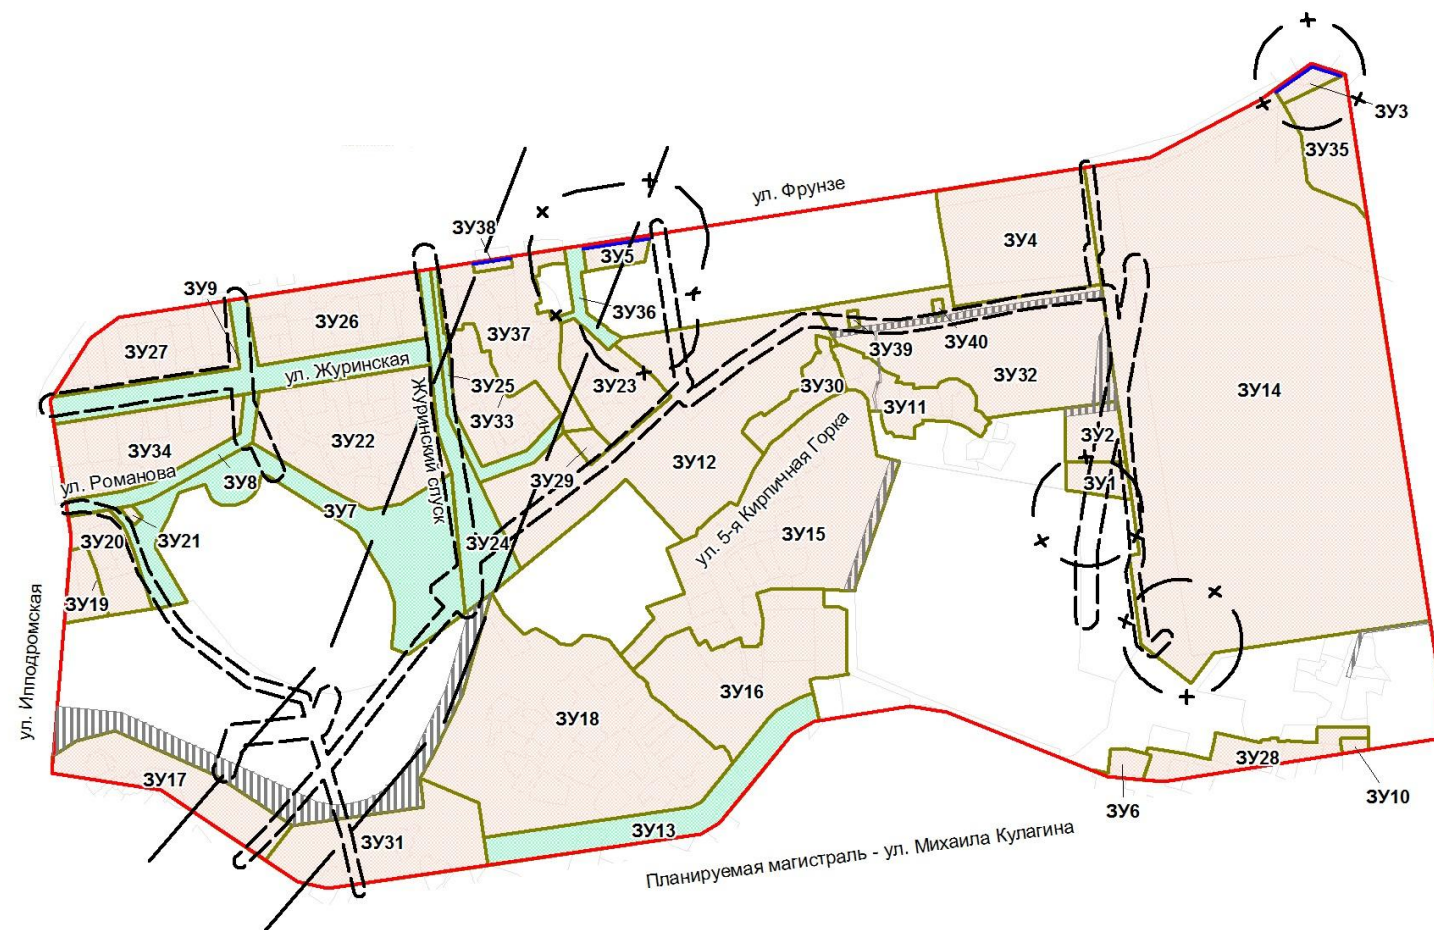 ЗУ3
ЗУ35
ул. Фрунзе
ЗУ38
ЗУ4
ЗУ5
ЗУ9
ЗУ36
ЗУ26
ЗУ37
ЗУ27
ЗУ40
ЗУ39
ул. Журинская
ЗУ25
ЗУ23
ЗУ30
ЗУ32
ЗУ14
ЗУ11
ЗУ33
Журинский спуск
ЗУ34
ЗУ22
ЗУ2
ул. Романова
ЗУ8
ЗУ29
ЗУ12
ул. 5-я Кирпичная Горка
ЗУ1
ЗУ7
ЗУ20
ЗУ21
ЗУ24
ЗУ15
ЗУ19
ул. Ипподромская
ЗУ16
ЗУ18
ЗУ17
ЗУ28
ЗУ10
ЗУ6
ЗУ13
ЗУ31
Планируемая магистраль - ул. Михаила Кулагина